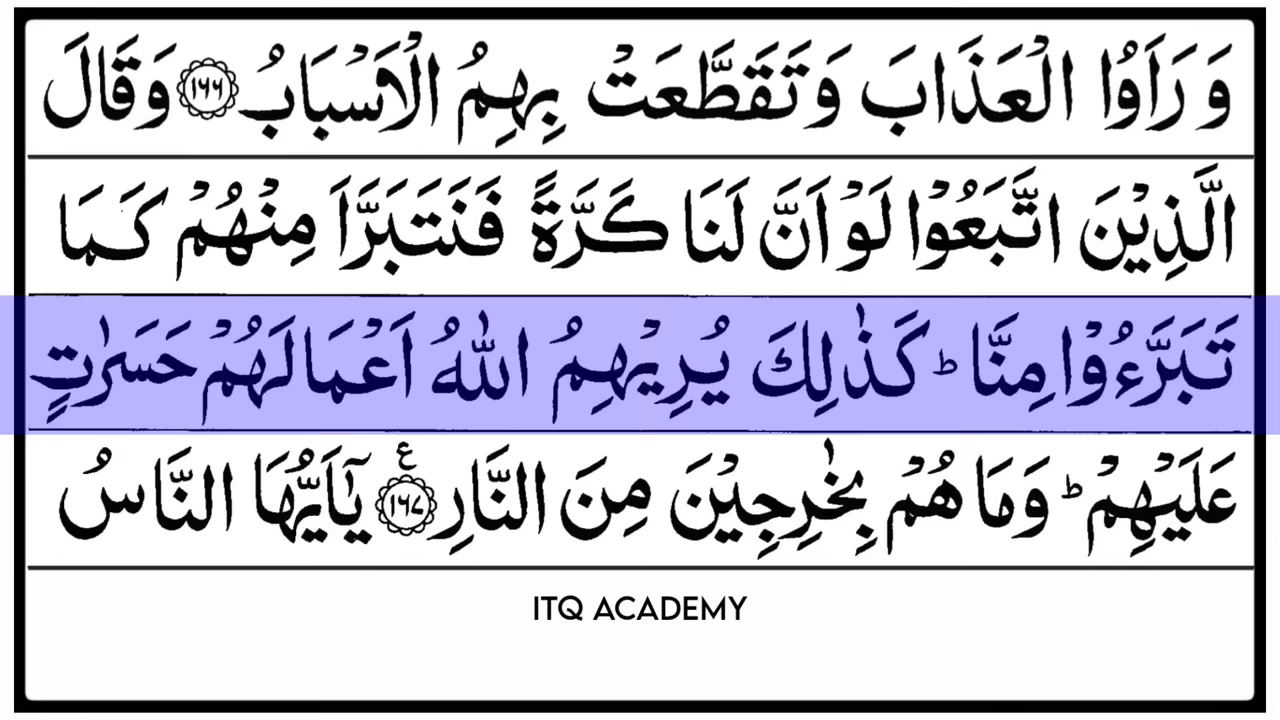 وَ رَاَوُا الْعَذَابَ وَ تَقَطَّعَتْ بِهِمُ الْاَسْبَابُ ١٦٦ وَ قَالَ
الَّذِيْنَ اتَّبَعُوْا لَوْ اَنَّ لَنَا كَرَّةً فَنَتَبَرَّاَ مِنْهُمْ كَمَا
تَبَرَّءُوْا مِنَّا ؕ كَذٰلِكَ يُرِيْهِمُ اللّٰهُ اَعْمَالَهُمْ حَسَرٰتٍ
عَلَيْهِمْ ؕ وَمَا هُمْ بِخٰرِجِيْنَ مِنَ النَّارِ ١٦٧ ع يٰٓاَيُّهَا النَّاسُ
ITQ ACADEMY